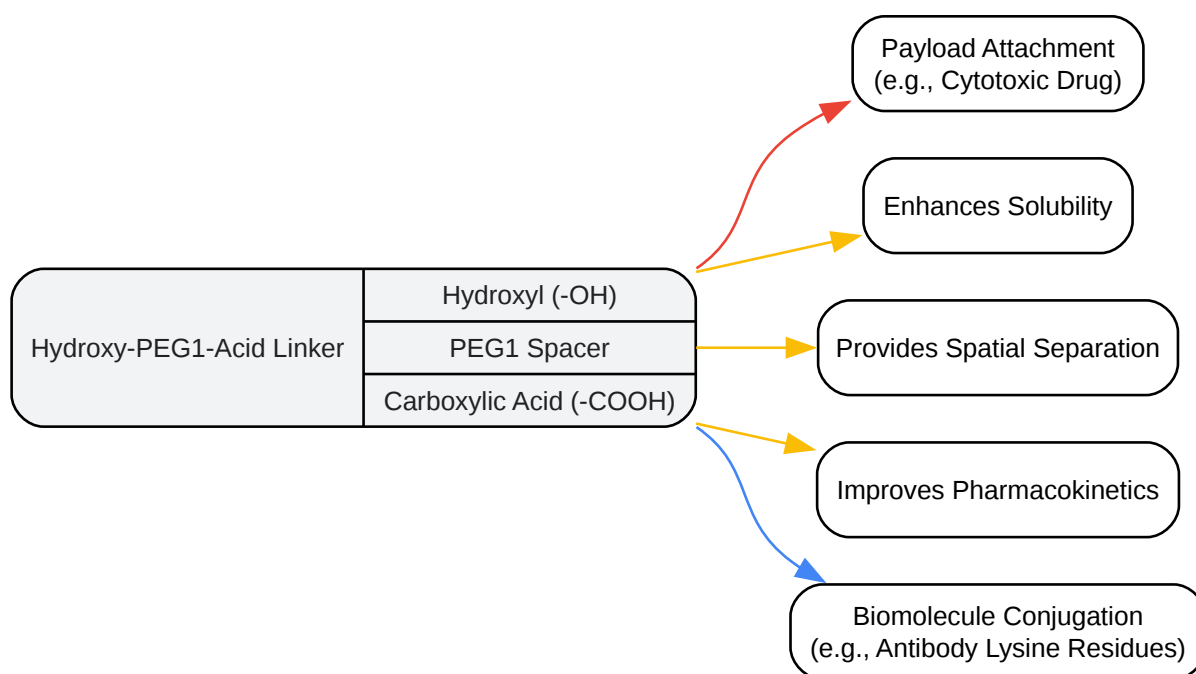 Payload Attachment
(e.g., Cytotoxic Drug)
Enhances Solubility
Hydroxy-PEG1-Acid Linker
Hydroxyl (-OH)
PEG1 Spacer
Carboxylic Acid (-COOH)
Provides Spatial Separation
Improves Pharmacokinetics
Biomolecule Conjugation
(e.g., Antibody Lysine Residues)